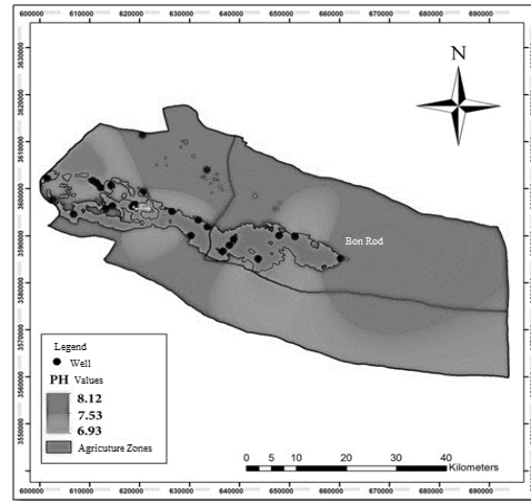 600000 610000 620000 630000 640000 650000 660000 670000 680000 690000
3630000
3620000
3610000
3600000
3590000
3580000
3570000
3560000
3550000
N
Bon Rod
Legend
Well
PH Values
8.12
7.53
6.93
Agricruture Zones
0 5 10 20 30 40
Kilometers
600000 610000 620000 630000 640000 650000 660000 670000 680000 690000